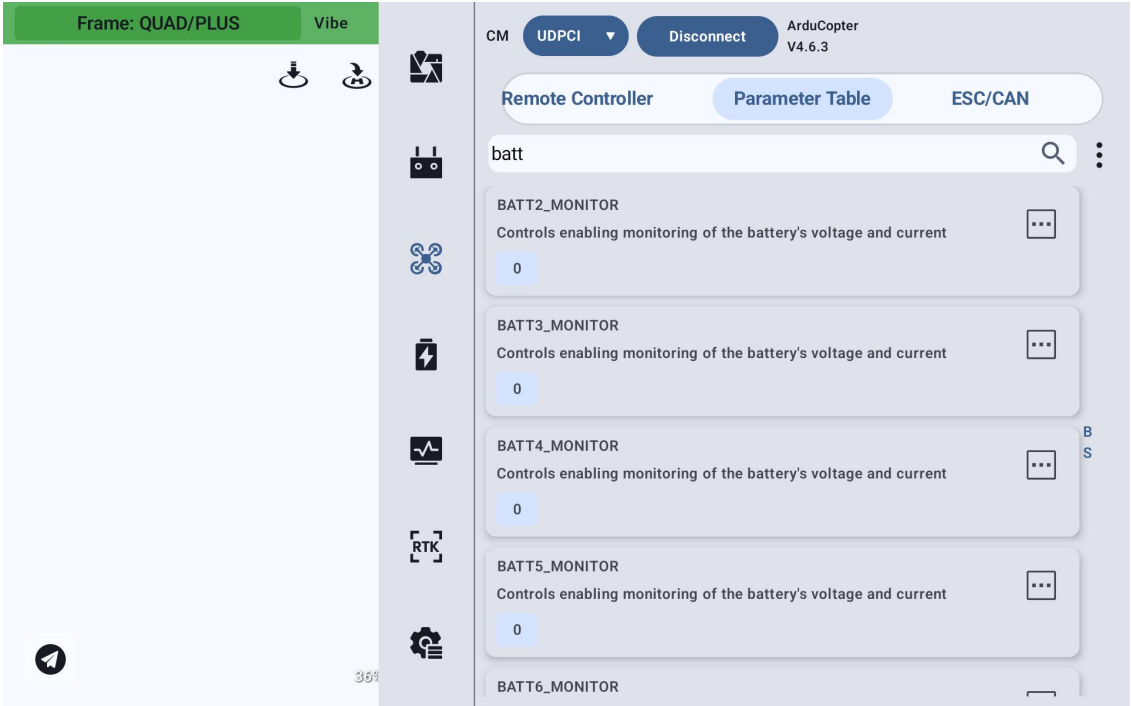 Frame: QUAD/PLUS
Vibe
36%
RTK
CM
UDPCI
Disconnect
ArduCopter
V4.6.3
Remote Controller
Parameter Table
ESC/CAN
batt
BATT2_MONITOR
Controls enabling monitoring of the battery's voltage and current
0
BATT3_MONITOR
Controls enabling monitoring of the battery's voltage and current
0
BATT4_MONITOR
Controls enabling monitoring of the battery's voltage and current
0
BATT5_MONITOR
Controls enabling monitoring of the battery's voltage and current
0
BATT6_MONITOR
B
S